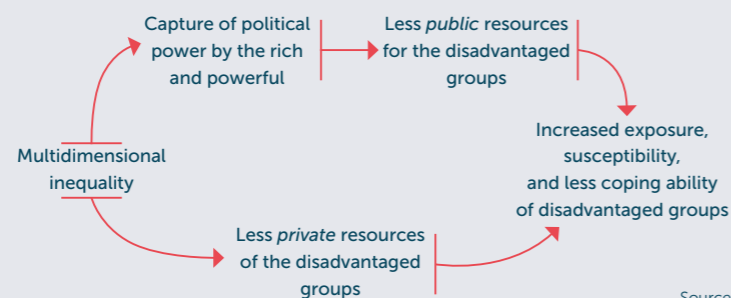 Capture of political
power by the rich
and powerful
Less public resources
for the disadvantaged
groups
Multidimensional
inequality
Increased exposure,
susceptibility,
and less coping ability
of disadvantaged groups
Less private resources
of the disadvantaged
groups
Source